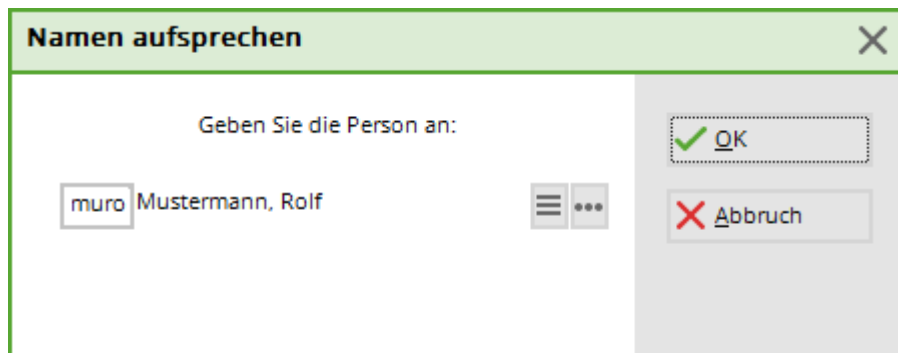 Namen aufsprechen
Geben Sie die Person an:
OK
muro Mustermann, Rolf
Abbruch